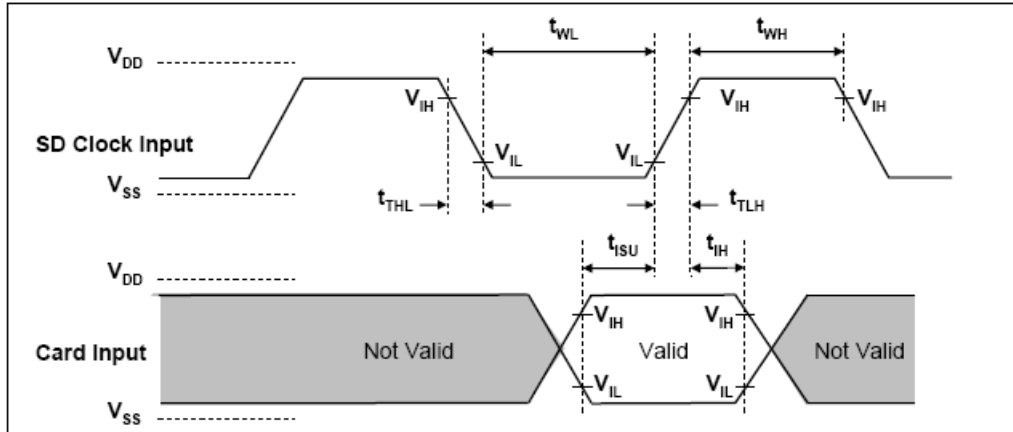 t_WL t_WH
V_DD
V_IH V_IH V_IH
SD Clock Input
V_IL V_IL
V_SS
t_THL t_TLH
t_ISU t_IH
V_DD
V_IH V_IH
Card Input Not Valid Valid Not Valid
V_IL V_IL
V_SS